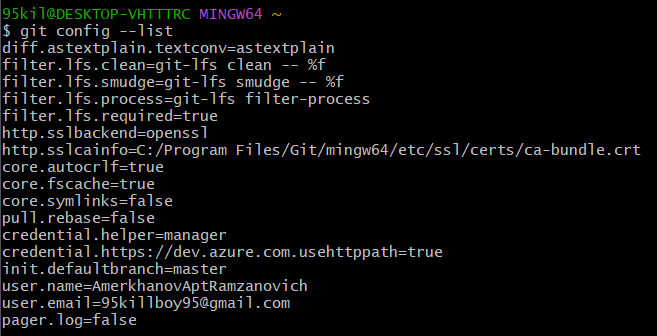 95kil@DESKTOP-VHTTTRC MINGW64 ~
$ git config --list
diff.astextplain.textconv=astextplain
filter.lfs.clean=git-lfs clean -- %f
filter.lfs.smudge=git-lfs smudge -- %f
filter.lfs.process=git-lfs filter-process
filter.lfs.required=true
http.sslbackend=openssl
http.sslcainfo=C:/Program Files/Git/mingw64/etc/ssl/certs/ca-bundle.crt
core.autocrlf=true
core.fscache=true
core.symlinks=false
pull.rebase=false
credential.helper=manager
credential.https://dev.azure.com.usehttppath=true
init.defaultbranch=master
user.name=AmerkhanovAptRamzanovich
user.email=95killboy95@gmail.com
pager.log=false